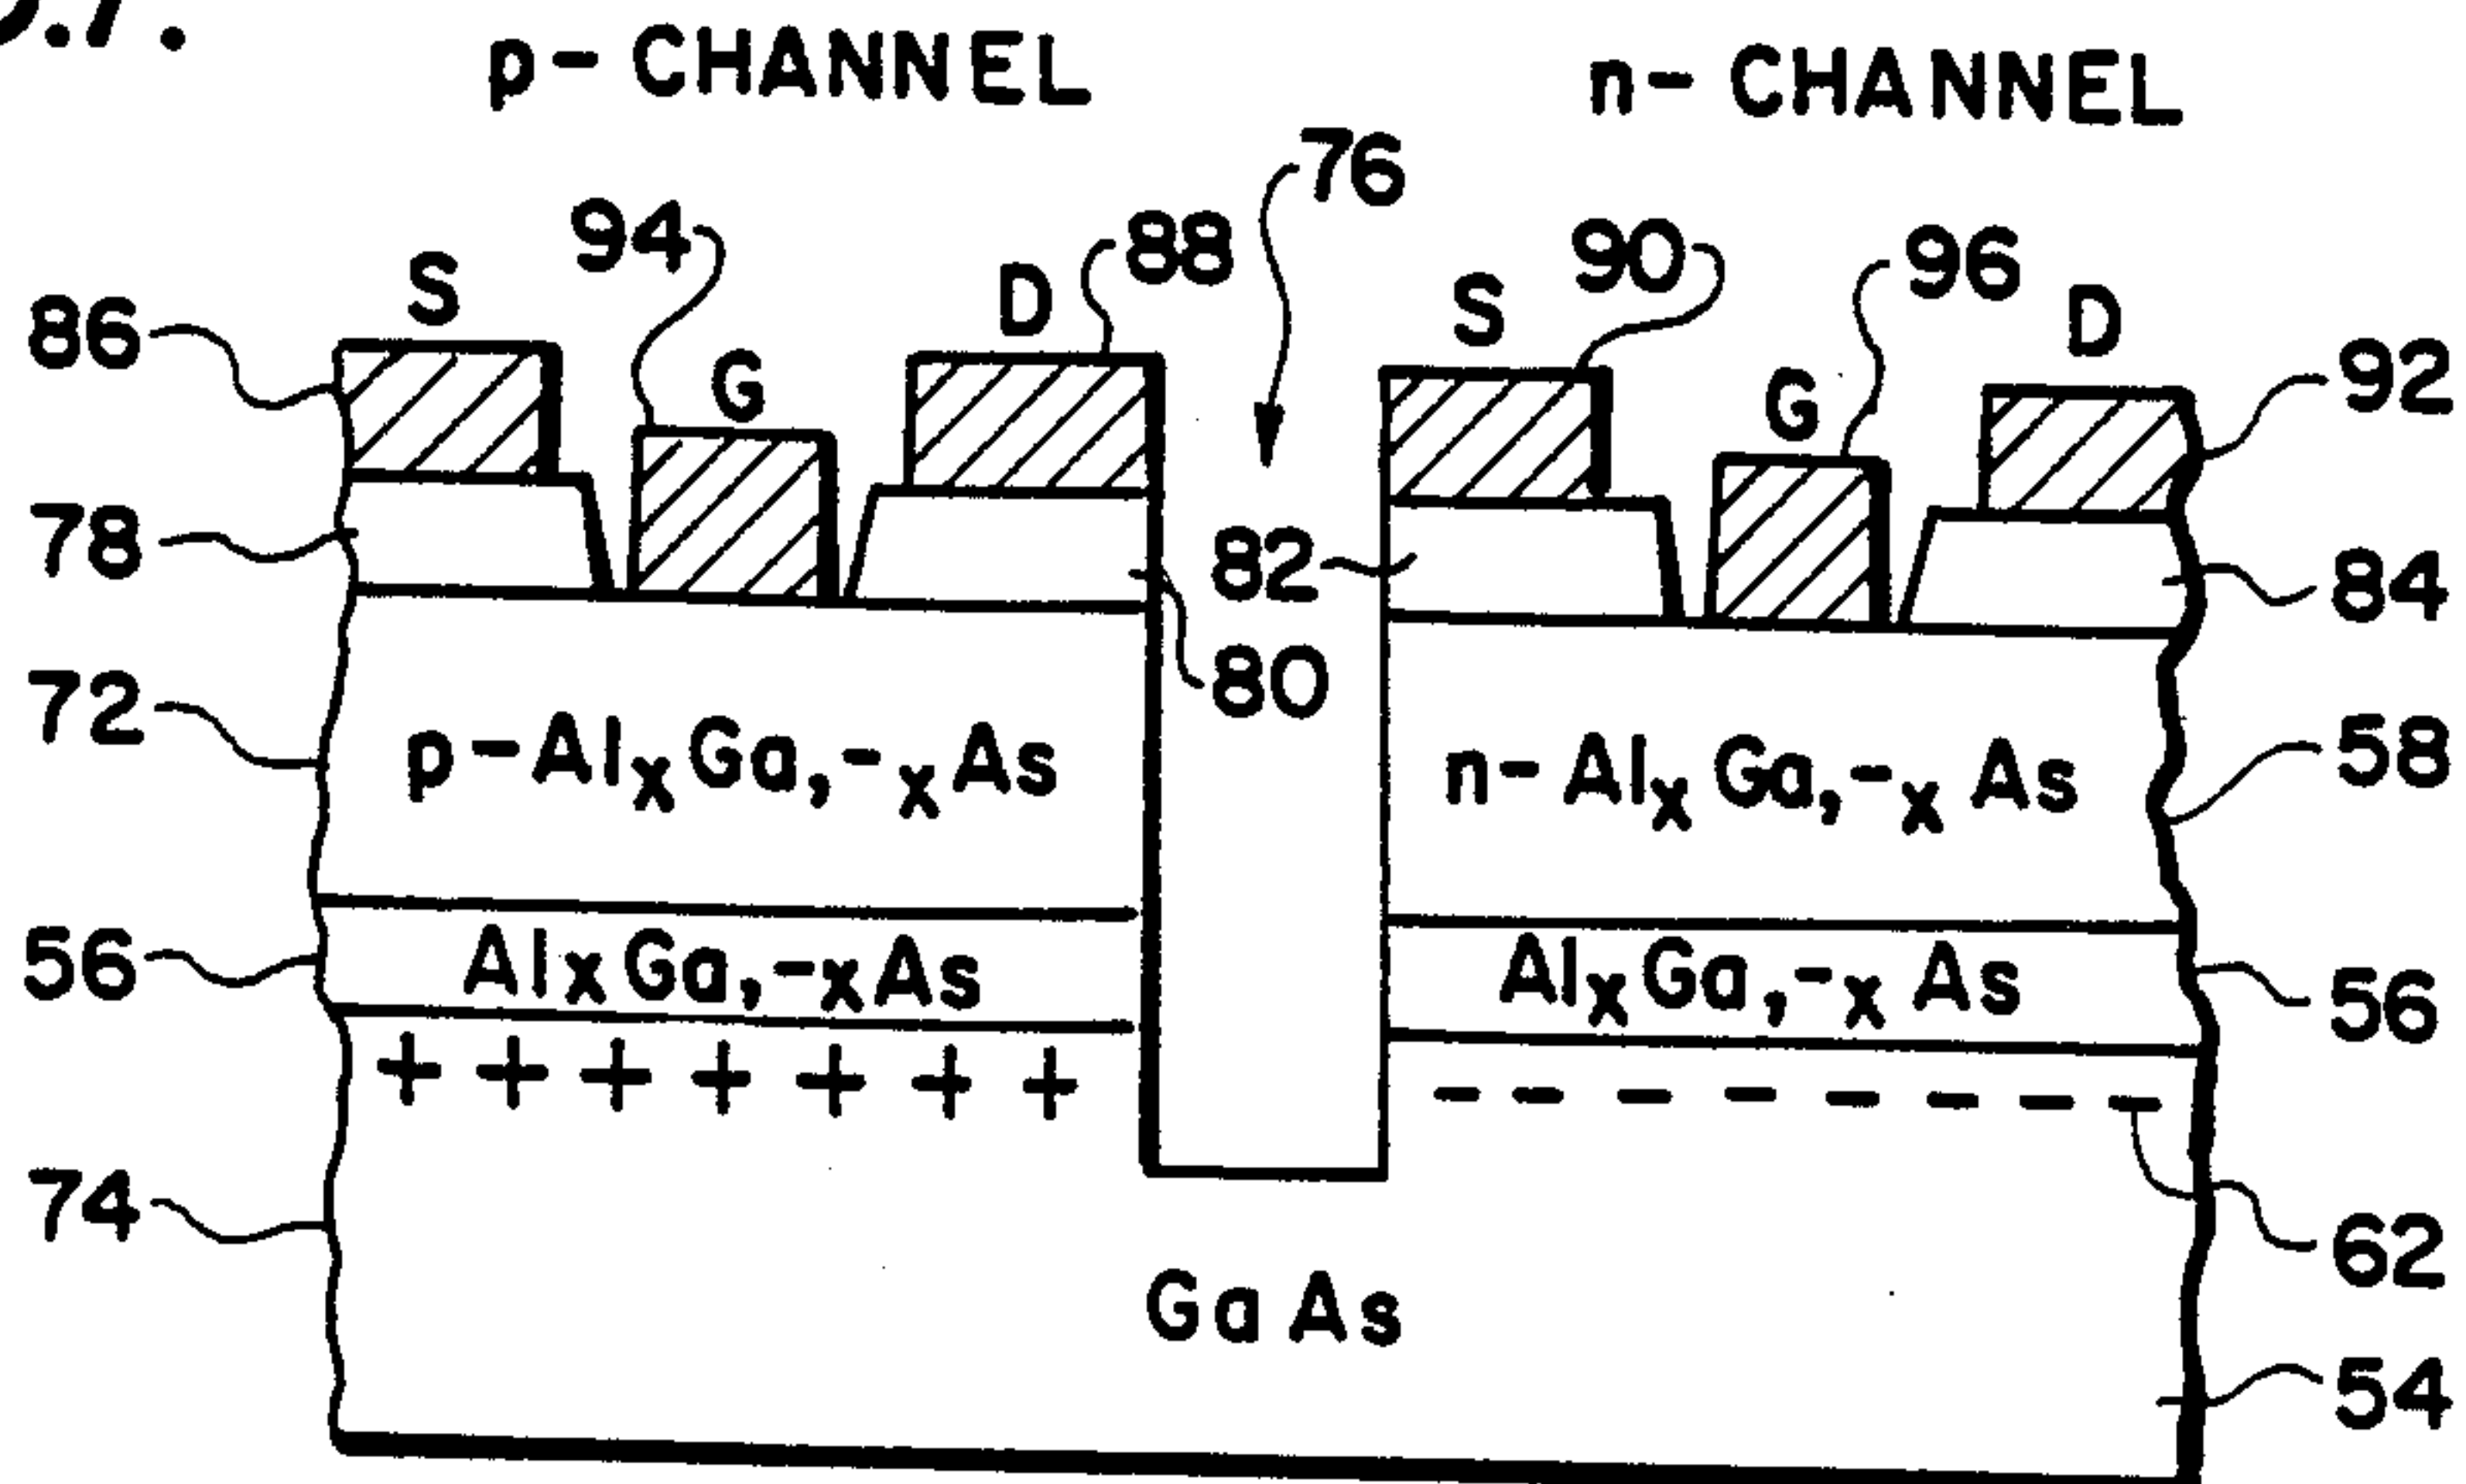 p-CHANNEL
n-CHANNEL
76
94
88
90
96
S
D
S
D
86
G
G
92
78
82
84
80
72
p-AlxGa,-xAs
n-AlxGa,-xAs
58
56
AlxGa,-xAs
AlxGa,-xAs
56
+ + + + + + +
- - - - - - - -
74
62
GaAs
54